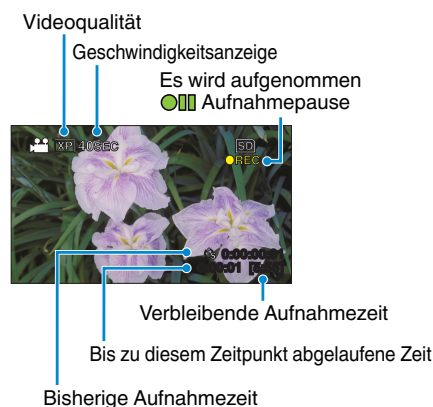 Videoqualität
Geschwindigkeitsanzeige
Es wird aufgenommen
Aufnahmepause
XP 40SEC
SD
REC
Verbleibende Aufnahmezeit
Bis zu diesem Zeitpunkt abgelaufene Zeit
Bisherige Aufnahmezeit